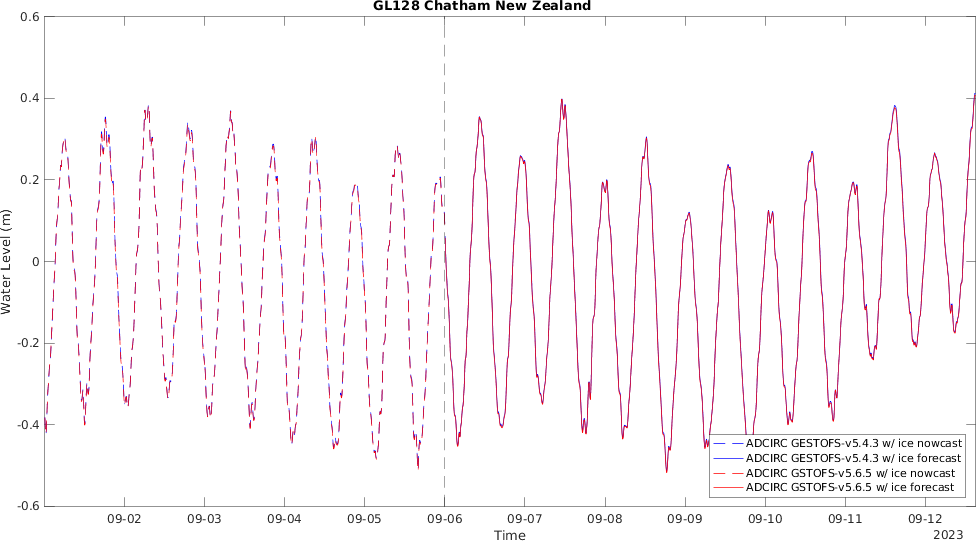 GL128 Chatham New Zealand
0.6
0.4
0.2
0
-0.2
-0.4
-0.6
Water Level (m)
09-02 09-03 09-04 09-05 09-06 09-07 09-08 09-09 09-10 09-11 09-12
Time
2023
ADCIRC GESTOFS-v5.4.3 w/ ice nowcast
ADCIRC GESTOFS-v5.4.3 w/ ice forecast
ADCIRC GSTOFS-v5.6.5 w/ ice nowcast
ADCIRC GSTOFS-v5.6.5 w/ ice forecast